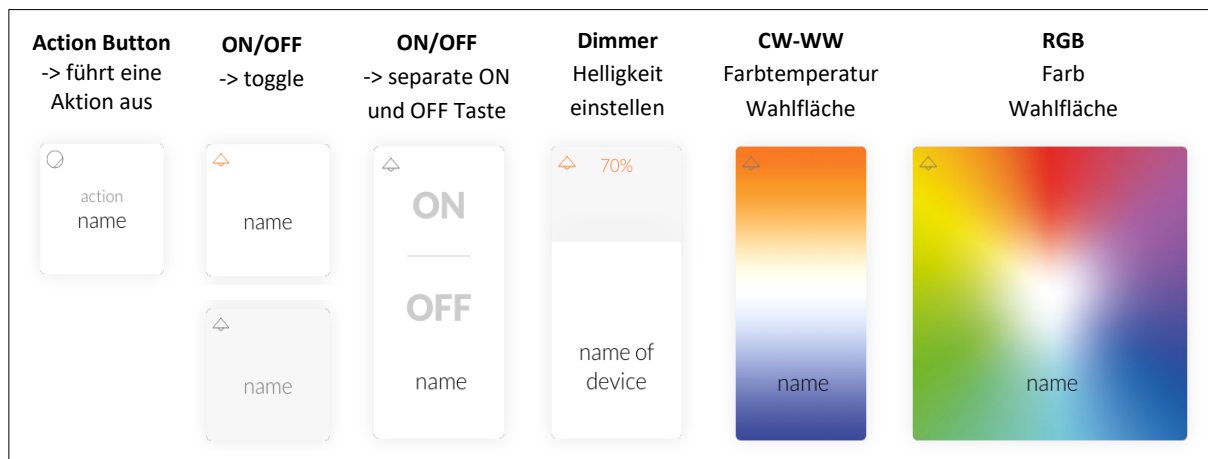 Action Button
-> führt eine
Aktion aus
action
name
ON/OFF
-> toggle
name
name
ON/OFF
-> separate ON
und OFF Taste
ON
OFF
name
Dimmer
Helligkeit
einstellen
70%
name of
device
CW-WW
Farbtemperatur
Wahlfläche
name
RGB
Farb
Wahlfläche
name